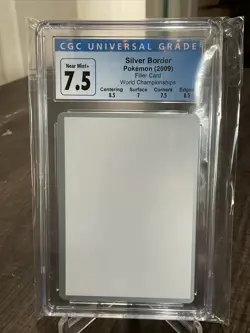 CGC UNIVERSAL GRADE
Near Mint+
7.5
Silver Border
Pokémon (2009)
Filler Card
World Championships
Centering Surface Corners Edges
8.5 7 7.5 8.5